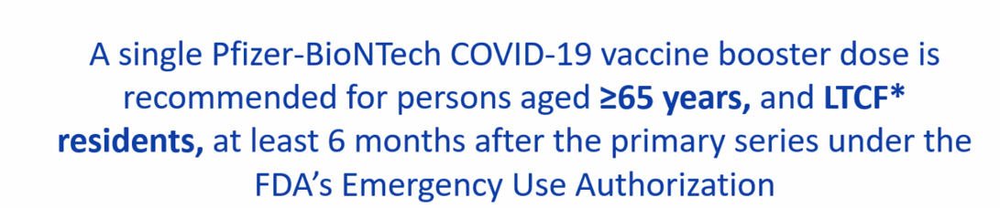 A single Pfizer-BioNTech COVID-19 vaccine booster dose is
recommended for persons aged ≥65 years, and LTCF*
residents, at least 6 months after the primary series under the
FDA’s Emergency Use Authorization